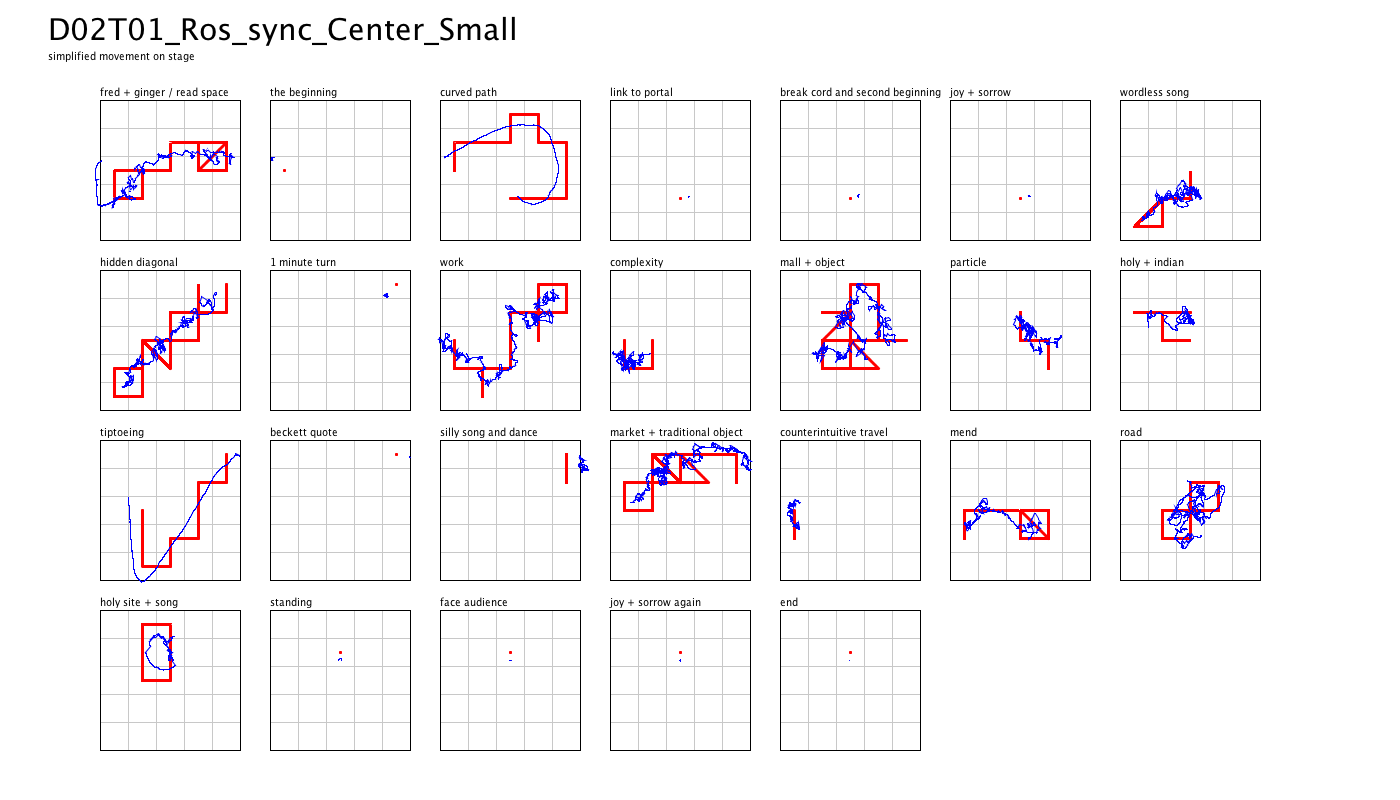 D02T01_Ros_sync_Center_Small
simplified movement on stage
fred + ginger / read space
the beginning
curved path
link to portal
break cord and second beginning
joy + sorrow
wordless song
hidden diagonal
1 minute turn
work
complexity
mall + object
particle
holy + indian
tiptoeing
beckett quote
silly song and dance
market + traditional object
counterintuitive travel
mend
road
holy site + song
standing
face audience
joy + sorrow again
end